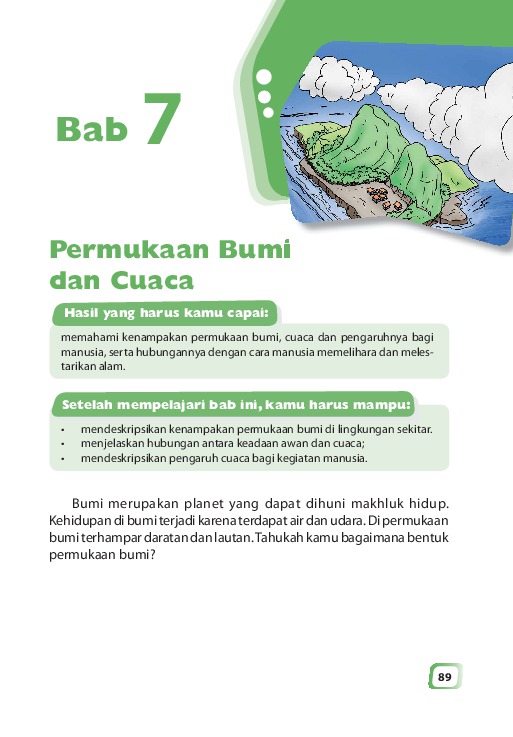 Bab 7
Permukaan Bumi
dan Cuaca
Hasil yang harus kamu capai:
memahami kenampakan permukaan bumi, cuaca dan pengaruhnya bagi
manusia, serta hubungannya dengan cara manusia memelihara dan meles-
tarikan alam.
Setelah mempelajari bab ini, kamu harus mampu:
• mendeskripsikan kenampakan permukaan bumi di lingkungan sekitar.
• menjelaskan hubungan antara keadaan awan dan cuaca;
• mendeskripsikan pengaruh cuaca bagi kegiatan manusia.
Bumi merupakan planet yang dapat dihuni makhluk hidup.
Kehidupan di bumi terjadi karena terdapat air dan udara. Di permukaan
bumi terhampar daratan dan lautan. Tahukah kamu bagaimana bentuk
permukaan bumi?
89